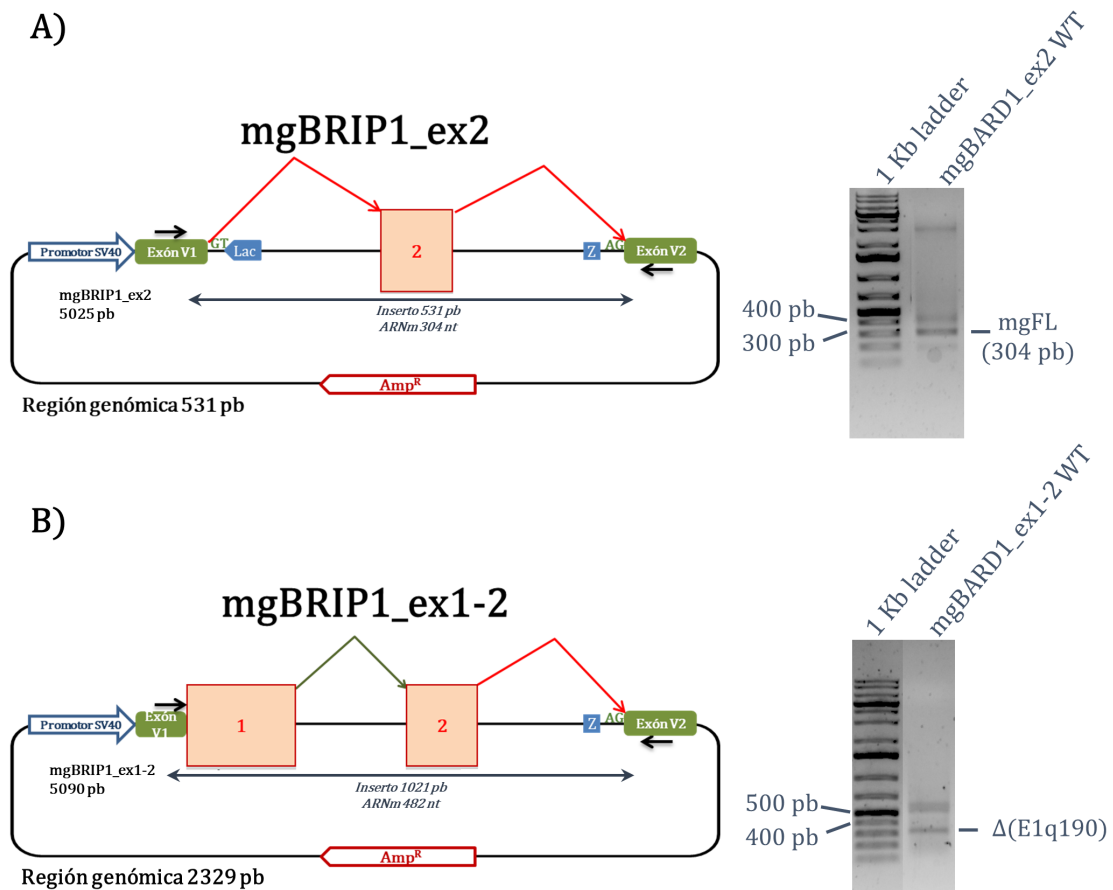 A)
mgBRIP1_ex2
Promotor SV40
Exón V1
GT
Lac
2
Z
AG
Exón V2
mgBRIP1_ex2
5025 pb
Inserto 531 pb
ARNm 304 nt
AmpR
Región genómica 531 pb
1 Kb ladder
mgBARD1_ex2 WT
400 pb
300 pb
mgFL
(304 pb)
B)
mgBRIP1_ex1-2
Promotor SV40
Exón
V1
1
2
Z
AG
Exón V2
mgBRIP1_ex1-2
5090 pb
Inserto 1021 pb
ARNm 482 nt
AmpR
Región genómica 2329 pb
1 Kb ladder
mgBARD1_ex1-2 WT
500 pb
400 pb
Δ(E1q190)